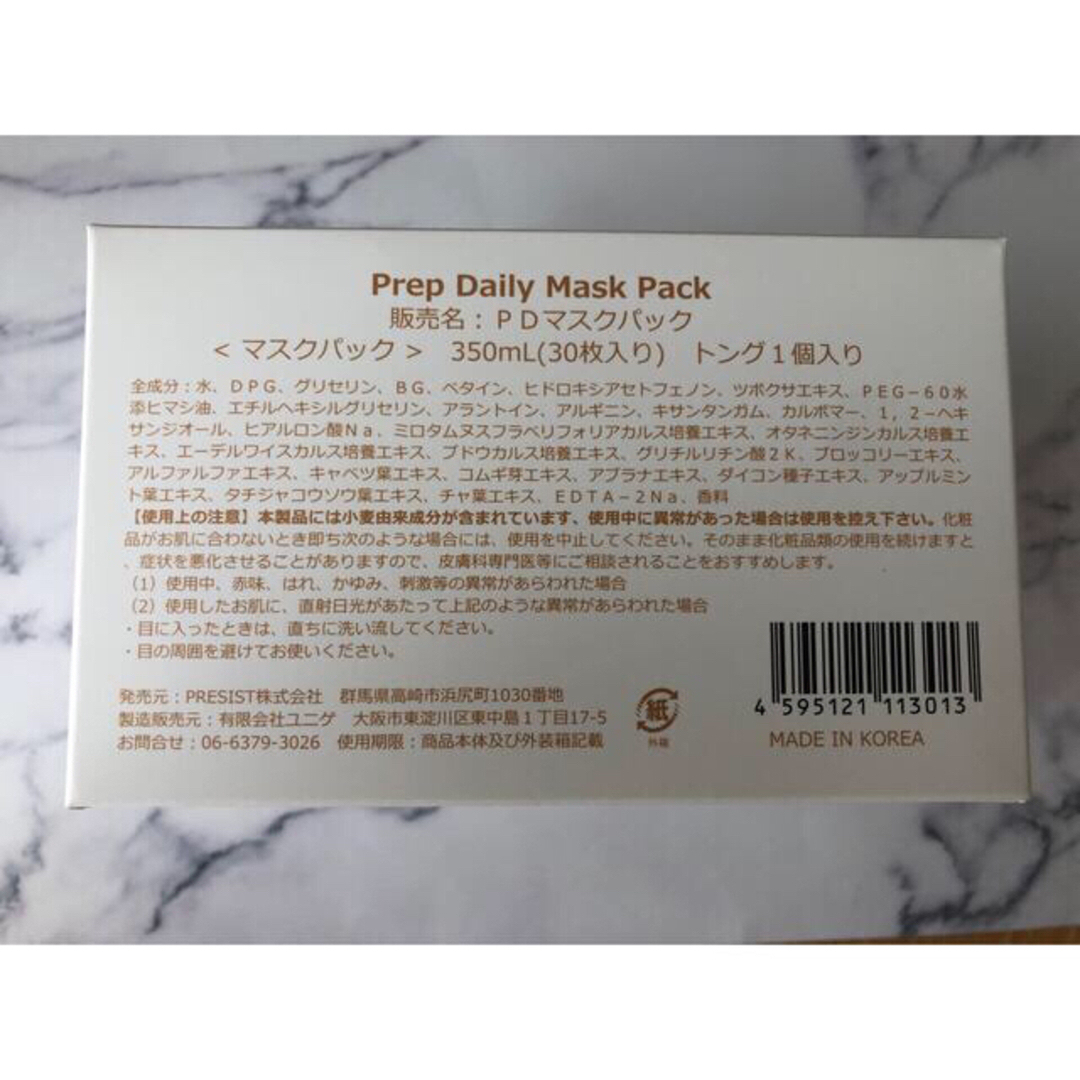 Prep Daily Mask Pack
販売名：ＰＤマスクパック
< マスクパック > 350mL(30枚入り) トング１個入り
全成分：水、ＤＰＧ、グリセリン、ＢＧ、ベタイン、ヒドロキシアセトフェノン、ツボクサエキス、ＰＥＧ－６０水
添ヒマシ油、エチルヘキシルグリセリン、アラントイン、アルギニン、キサンタンガム、カルボマー、１，２－ヘキ
サンジオール、ヒアルロン酸Ｎａ、ミロタムヌスフラベリフォリアカルス培養エキス、オタネニンジンカルス培養エ
キス、エーデルワイスカルス培養エキス、ブドウカルス培養エキス、グリチルリチン酸２Ｋ、ブロッコリーエキス、
アルファルファエキス、キャベツ葉エキス、コムギ芽エキス、アブラナエキス、ダイコン種子エキス、アップルミン
ト葉エキス、タチジャコウソウ葉エキス、チャ葉エキス、ＥＤＴＡ－２Ｎａ、香料
【使用上の注意】本製品には小麦由来成分が含まれています、使用中に異常があった場合は使用を控え下さい。化粧
品がお肌に合わないとき即ち次のような場合には、使用を中止してください。そのまま化粧品類の使用を続けますと
、症状を悪化させることがありますので、皮膚科専門医等にご相談されることをおすすめします。
（1）使用中、赤味、はれ、かゆみ、刺激等の異常があらわれた場合
（2）使用したお肌に、直射日光があたって上記のような異常があらわれた場合
・目に入ったときは、直ちに洗い流してください。
・目の周囲を避けてお使いください。
発売元：PRESIST株式会社 群馬県高崎市浜尻町1030番地
製造販売元：有限会社ユニゲ 大阪市東淀川区東中島１丁目17-5
お問合せ：06-6379-3026 使用期限：商品本体及び外装箱記載
紙
外箱
4 595121 113013
MADE IN KOREA